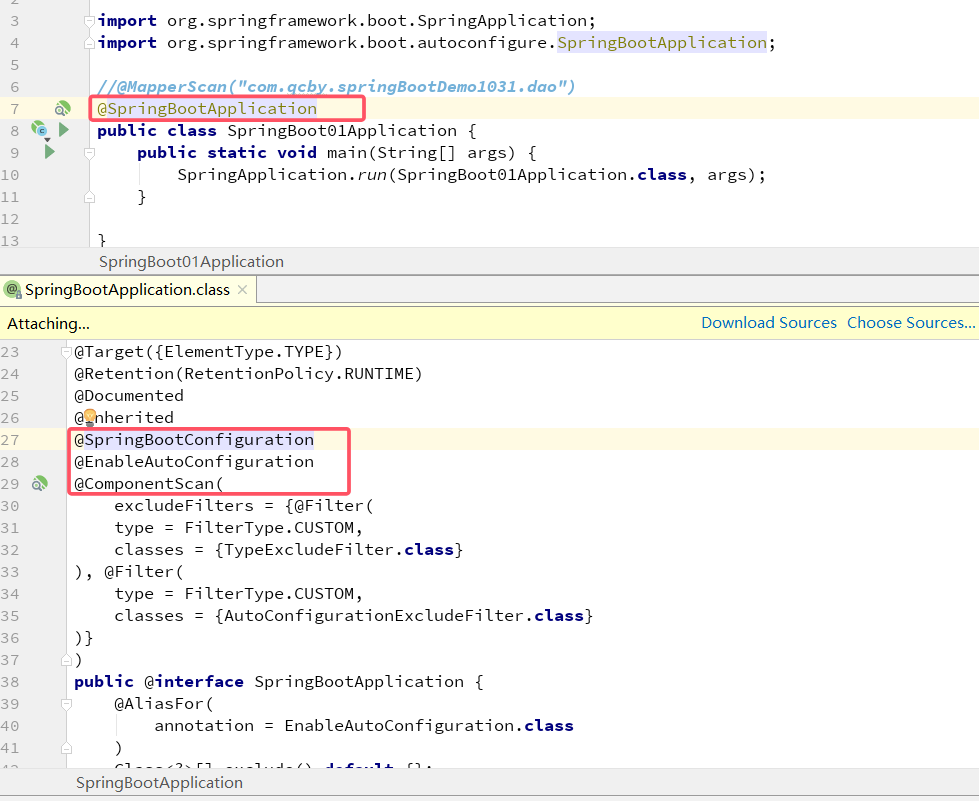 2
3 import org.springframework.boot.SpringApplication;
4 import org.springframework.boot.autoconfigure.SpringBootApplication;
5
6 //@MapperScan("com.qcby.springBootDemo1031.dao")
7 @SpringBootApplication
8 public class SpringBoot01Application {
9 public static void main(String[] args) {
10 SpringApplication.run(SpringBoot01Application.class, args);
11 }
12
13 }
SpringBoot01Application
SpringBootApplication.class
Attaching... Download Sources Choose Sources...
23 @Target({ElementType.TYPE})
24 @Retention(RetentionPolicy.RUNTIME)
25 @Documented
26 @Inherited
27 @SpringBootConfiguration
28 @EnableAutoConfiguration
29 @ComponentScan(
30 excludeFilters = {@Filter(
31 type = FilterType.CUSTOM,
32 classes = {TypeExcludeFilter.class}
33 ), @Filter(
34 type = FilterType.CUSTOM,
35 classes = {AutoConfigurationExcludeFilter.class}
36 )}
37 )
38 public @interface SpringBootApplication {
39 @AliasFor(
40 annotation = EnableAutoConfiguration.class
41 )
42 Class<?>[] exclude() default {};
SpringBootApplication